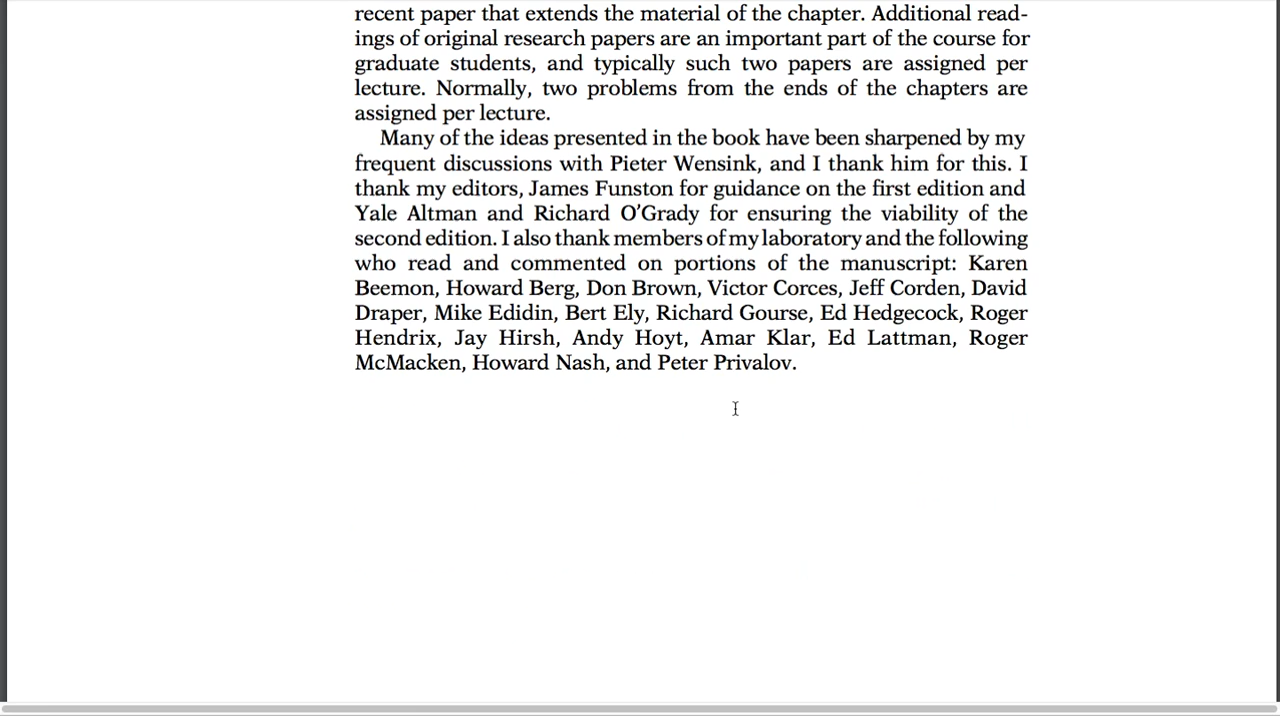 recent paper that extends the material of the chapter. Additional read-
ings of original research papers are an important part of the course for
graduate students, and typically such two papers are assigned per
lecture. Normally, two problems from the ends of the chapters are
assigned per lecture.
Many of the ideas presented in the book have been sharpened by my
frequent discussions with Pieter Wensink, and I thank him for this. I
thank my editors, James Funston for guidance on the first edition and
Yale Altman and Richard O'Grady for ensuring the viability of the
second edition. I also thank members of my laboratory and the following
who read and commented on portions of the manuscript: Karen
Beemon, Howard Berg, Don Brown, Victor Corces, Jeff Corden, David
Draper, Mike Edidin, Bert Ely, Richard Gourse, Ed Hedgecock, Roger
Hendrix, Jay Hirsh, Andy Hoyt, Amar Klar, Ed Lattman, Roger
McMacken, Howard Nash, and Peter Privalov.